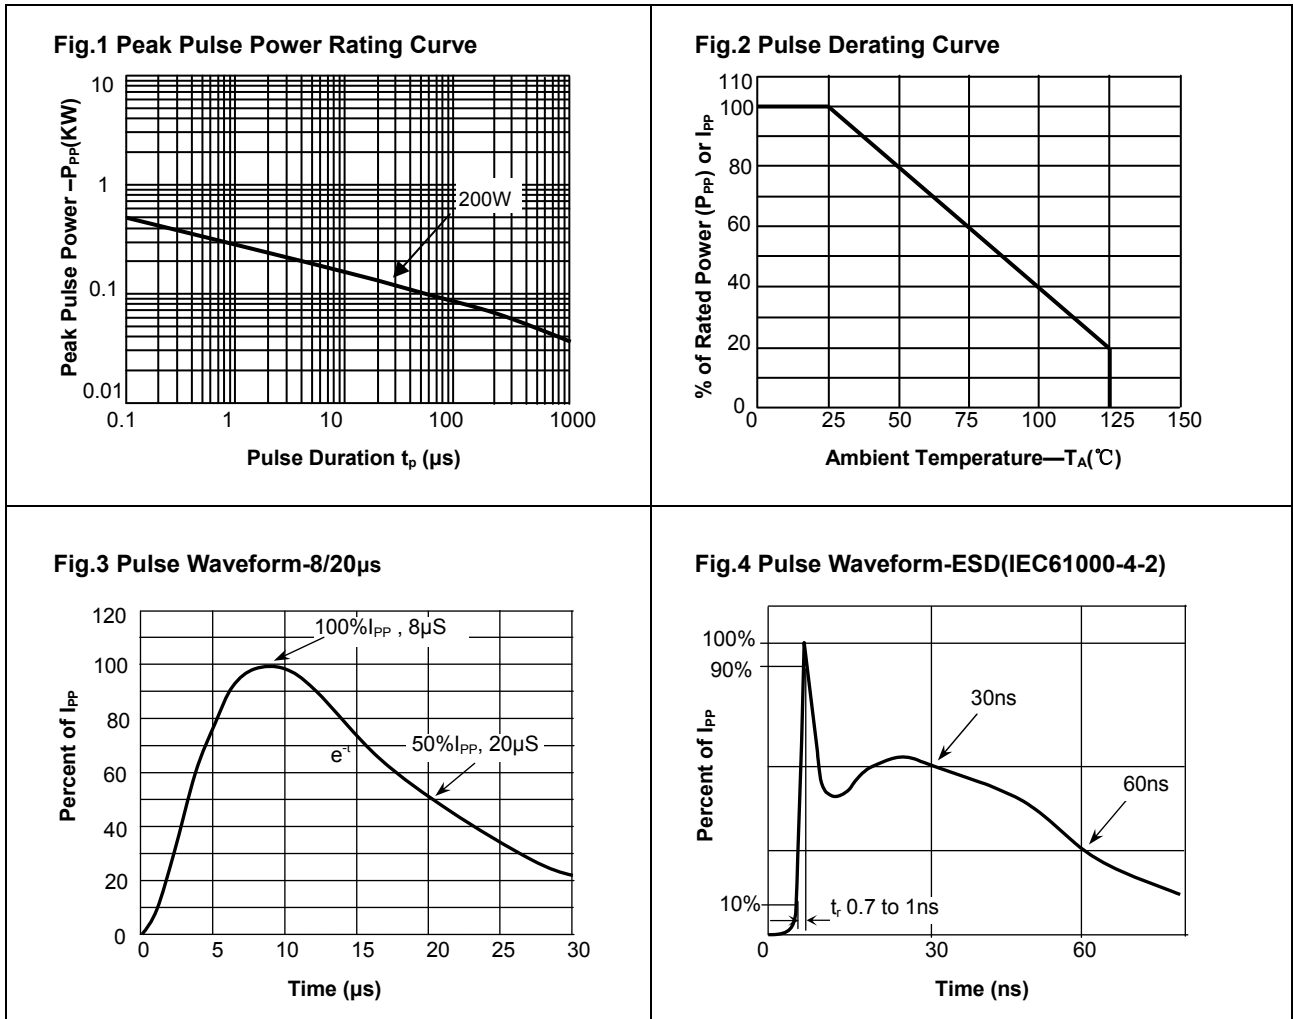 Fig.1 Peak Pulse Power Rating Curve
Peak Pulse Power –PPP(KW)
10
1
0.1
0.01
200W
0.1 1 10 100 1000
Pulse Duration tp (µs)
Fig.2 Pulse Derating Curve
% of Rated Power (PPP) or IPP
110
100
80
60
40
20
0
25 50 75 100 125 150
Ambient Temperature—TA(℃)
Fig.3 Pulse Waveform-8/20µs
Percent of IPP
120
100
80
60
40
20
0
100%IPP , 8µS
e-t
50%IPP, 20µS
0 5 10 15 20 25 30
Time (µs)
Fig.4 Pulse Waveform-ESD(IEC61000-4-2)
Percent of IPP
100%
90%
10%
30ns
60ns
tr 0.7 to 1ns
0 30 60
Time (ns)